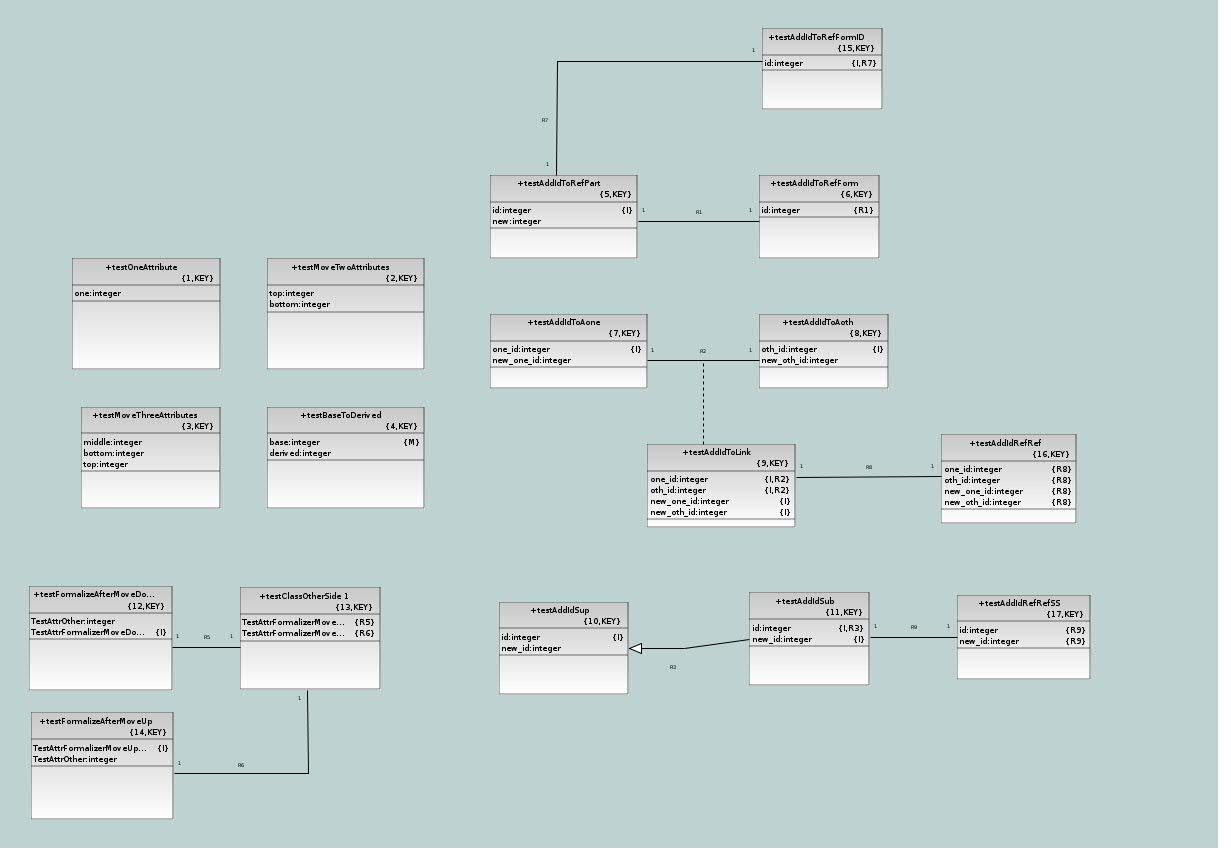 +testAddIdToRefFormID
{15,KEY}
id:integer {I,R7}
1
R7
1
+testAddIdToRefPart
{5,KEY}
id:integer {I}
new:integer
1
R1
1
+testAddIdToRefForm
{6,KEY}
id:integer {R1}
+testOneAttribute
{1,KEY}
one:integer
+testMoveTwoAttributes
{2,KEY}
top:integer
bottom:integer
+testAddIdToAone
{7,KEY}
one_id:integer {I}
new_one_id:integer
1
R2
1
+testAddIdToAoth
{8,KEY}
oth_id:integer {I}
new_oth_id:integer
+testMoveThreeAttributes
{3,KEY}
middle:integer
bottom:integer
top:integer
+testBaseToDerived
{4,KEY}
base:integer {M}
derived:integer
+testAddIdToLink
{9,KEY}
one_id:integer {I,R2}
oth_id:integer {I,R2}
new_one_id:integer {I}
new_oth_id:integer {I}
1
R8
1
+testAddIdRefRef
{16,KEY}
one_id:integer {R8}
oth_id:integer {R8}
new_one_id:integer {R8}
new_oth_id:integer {R8}
+testFormalizeAfterMoveDo...
{12,KEY}
TestAttrOther:integer
TestAttrFormalizerMoveDo... {I}
1
R5
1
+testClassOtherSide 1
{13,KEY}
TestAttrFormalizerMove... {R5}
TestAttrFormalizerMove... {R6}
1
+testAddIdSup
{10,KEY}
id:integer {I}
new_id:integer
R3
+testAddIdSub
{11,KEY}
id:integer {I,R3}
new_id:integer {I}
1
R9
1
+testAddIdRefRefSS
{17,KEY}
id:integer {R9}
new_id:integer {R9}
+testFormalizeAfterMoveUp
{14,KEY}
TestAttrFormalizerMoveUp... {I}
TestAttrOther:integer
1
R6